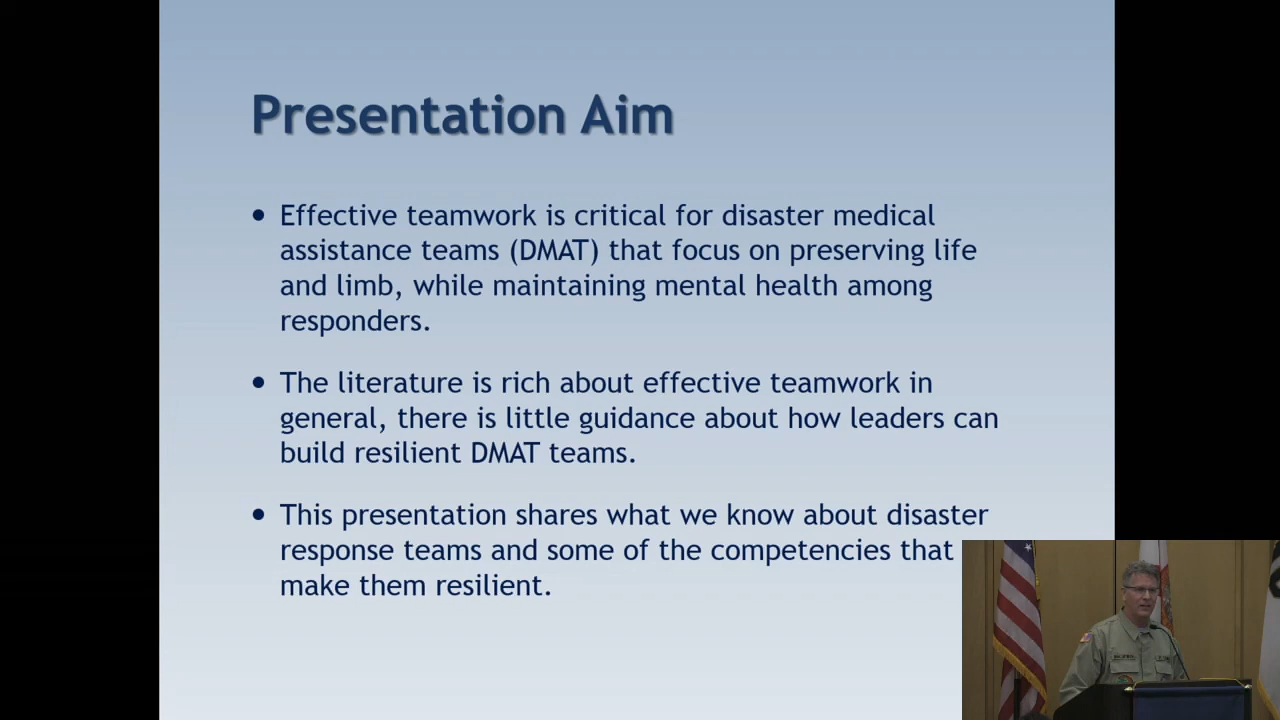 Presentation Aim
• Effective teamwork is critical for disaster medical
assistance teams (DMAT) that focus on preserving life
and limb, while maintaining mental health among
responders.
• The literature is rich about effective teamwork in
general, there is little guidance about how leaders can
build resilient DMAT teams.
• This presentation shares what we know about disaster
response teams and some of the competencies that
make them resilient.